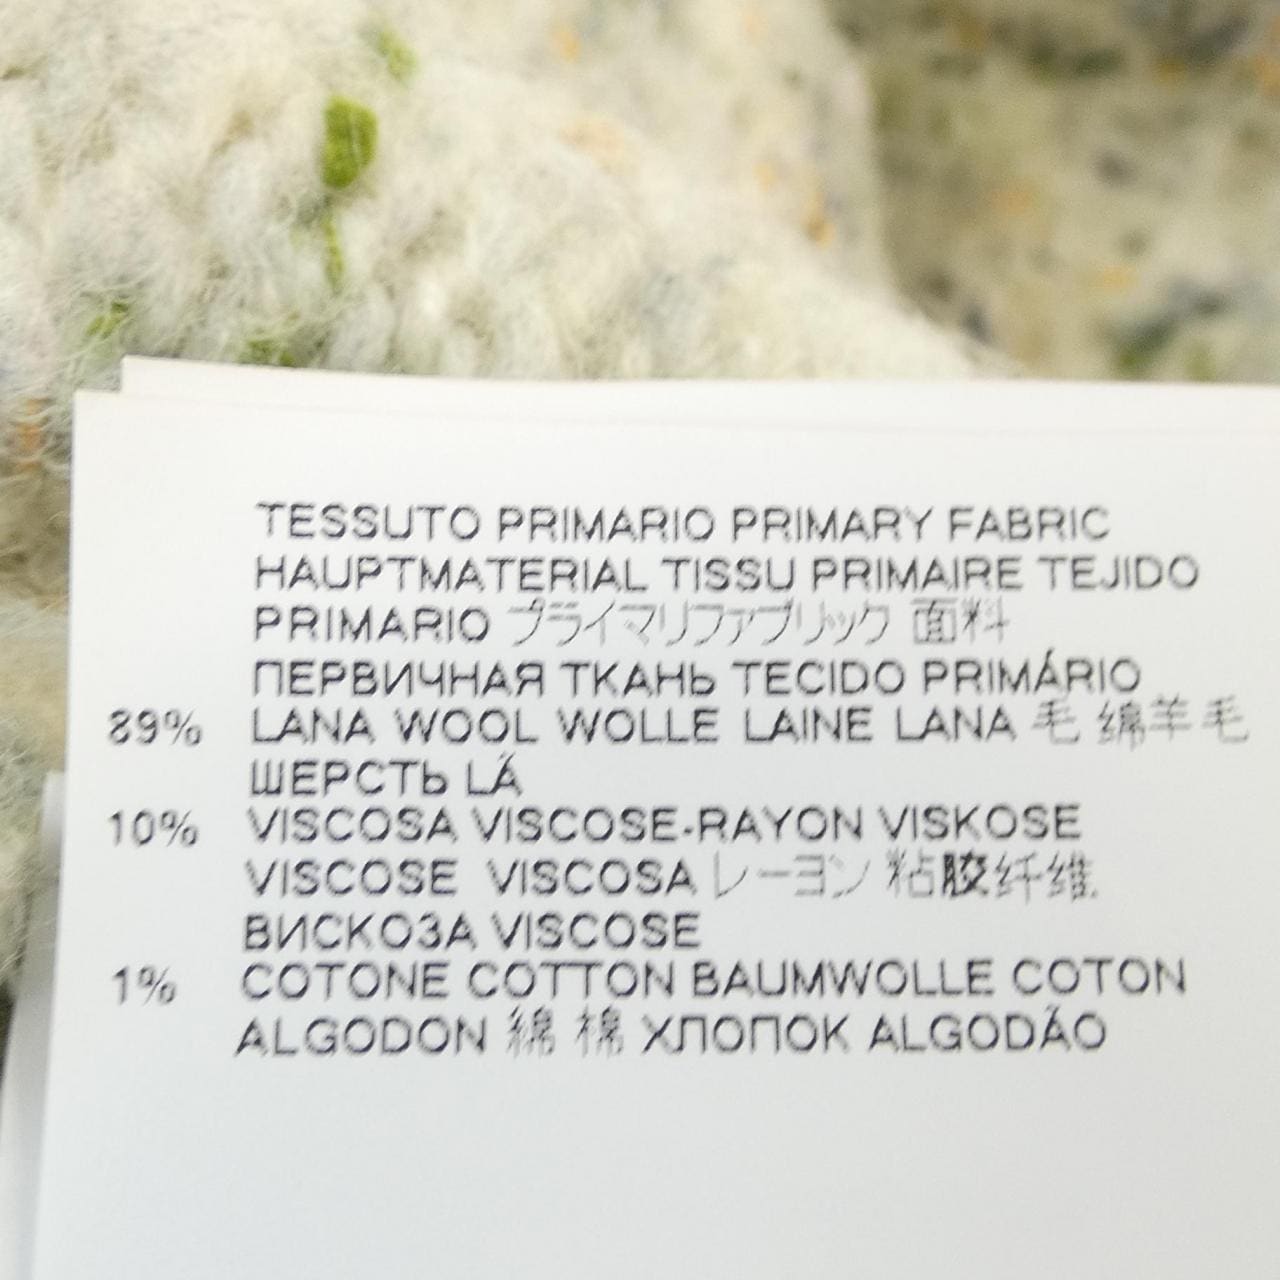 TESSUTO PRIMARIO PRIMARY FABRIC
HAUPTMATERIAL TISSU PRIMAIRE TEJIDO
PRIMARIO プライマリファブリック 面料
ПЕРВИЧНАЯ ТКАНЬ TECIDO PRIMÁRIO
89% LANA WOOL WOLLE LAINE LANA 毛 绵羊毛
ШЕРСТЬ LÃ
10% VISCOSA VISCOSE-RAYON VISKOSE
VISCOSE VISCOSA レーヨン 粘胶纤维
ВИСКОЗА VISCOSE
1% COTONE COTTON BAUMWOLLE COTON
ALGODON 綿 棉 ХЛОПОК ALGODÃO